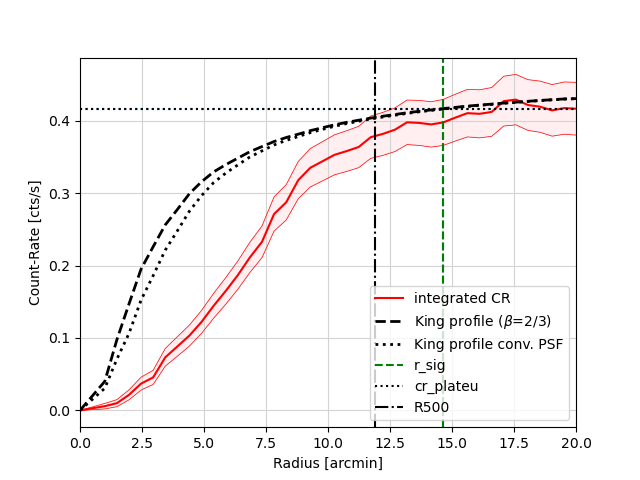 0.4
0.3
0.2
0.1
0.0
Count-Rate [cts/s]
integrated CR
King profile (β=2/3)
King profile conv. PSF
r_sig
cr_plateu
R500
0.0 2.5 5.0 7.5 10.0 12.5 15.0 17.5 20.0
Radius [arcmin]